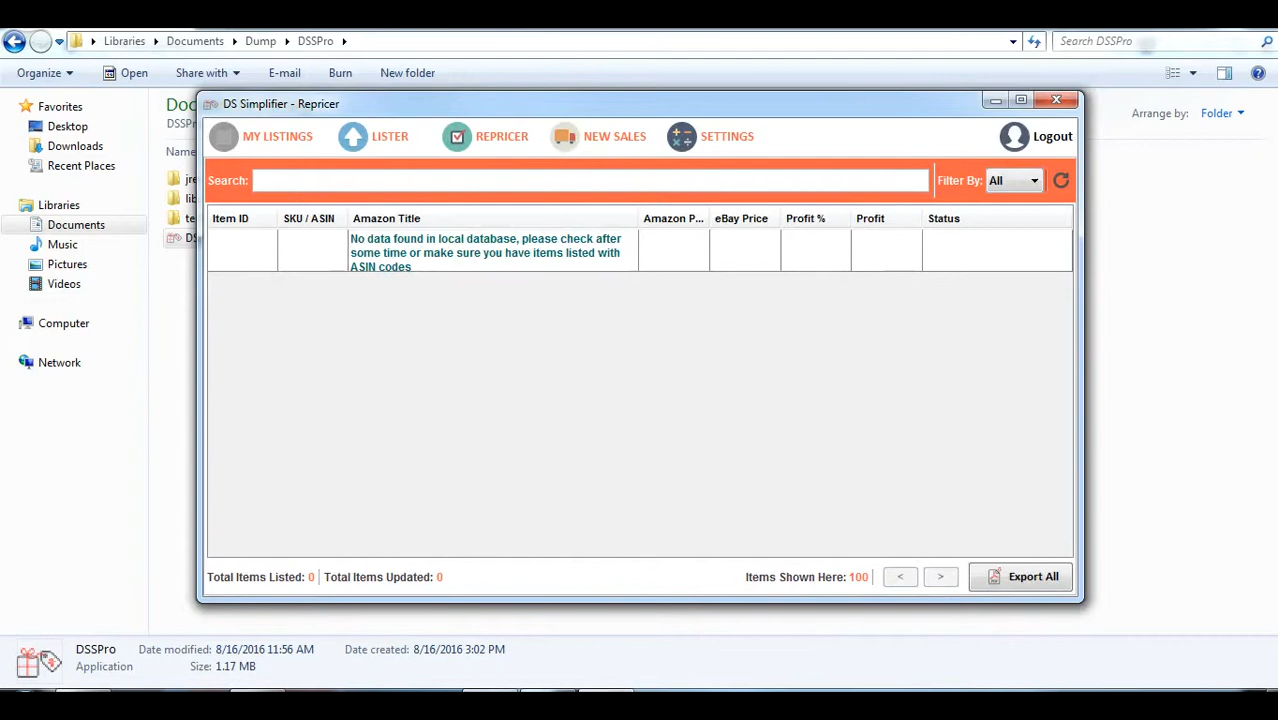 Libraries Documents Dump DSSPro
Search DSSPro
Organize Open Share with E-mail Burn New folder
Favorites
Desktop
Downloads
Recent Places
Libraries
Documents
Music
Pictures
Videos
Computer
Network
Arrange by: Folder
DS Simplifier - Repricer
MY LISTINGS LISTER REPRICER NEW SALES SETTINGS Logout
Search: Filter By: All
Item ID SKU / ASIN Amazon Title Amazon P... eBay Price Profit % Profit Status
No data found in local database, please check after
some time or make sure you have items listed with
ASIN codes
Total Items Listed: 0 Total Items Updated: 0 Items Shown Here: 100 < > Export All
DSSPro Date modified: 8/16/2016 11:56 AM Date created: 8/16/2016 3:02 PM
Application Size: 1.17 MB